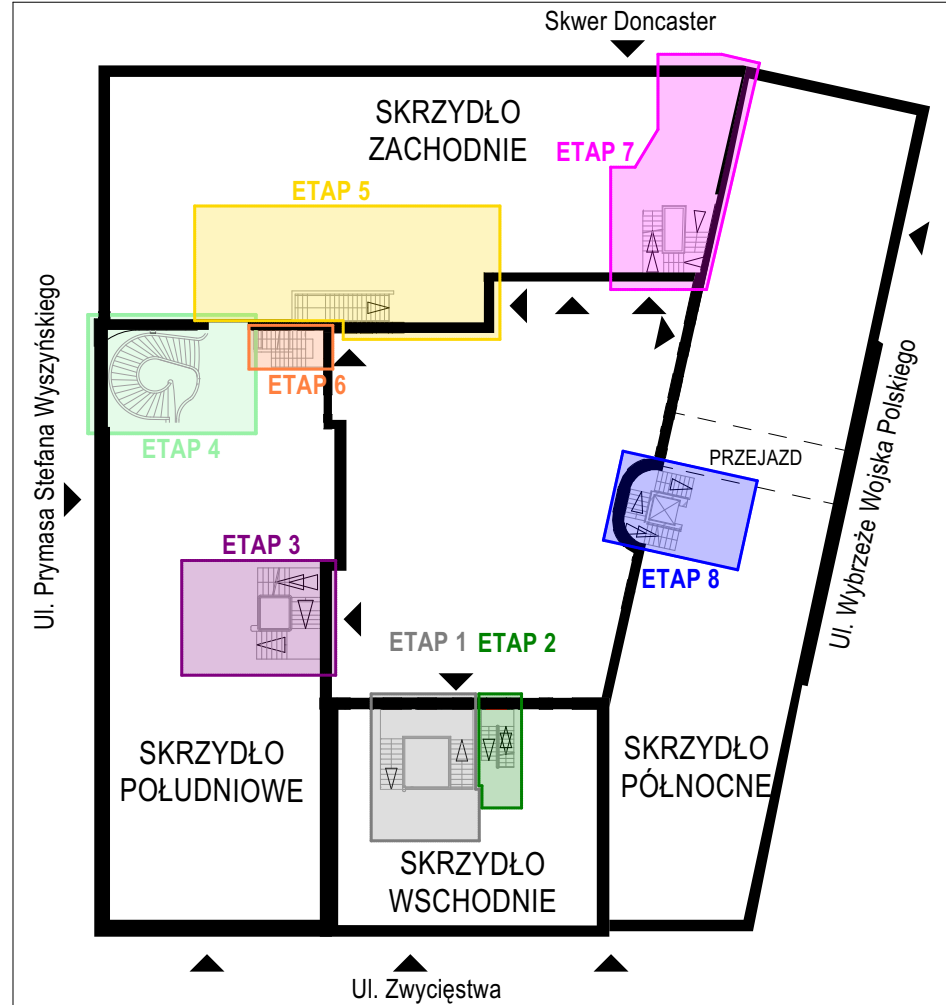 Skwer Doncaster
SKRZYDŁO
ZACHODNIE
ETAP 7
ETAP 5
Ul. Prymasa Stefana Wyszyńskiego
ETAP 6
ETAP 4
PRZEJAZD
Ul. Wybrzeże Wojska Polskiego
ETAP 3
ETAP 8
ETAP 1
ETAP 2
SKRZYDŁO
POŁUDNIOWE
SKRZYDŁO
PÓŁNOCNE
SKRZYDŁO
WSCHODNIE
Ul. Zwycięstwa